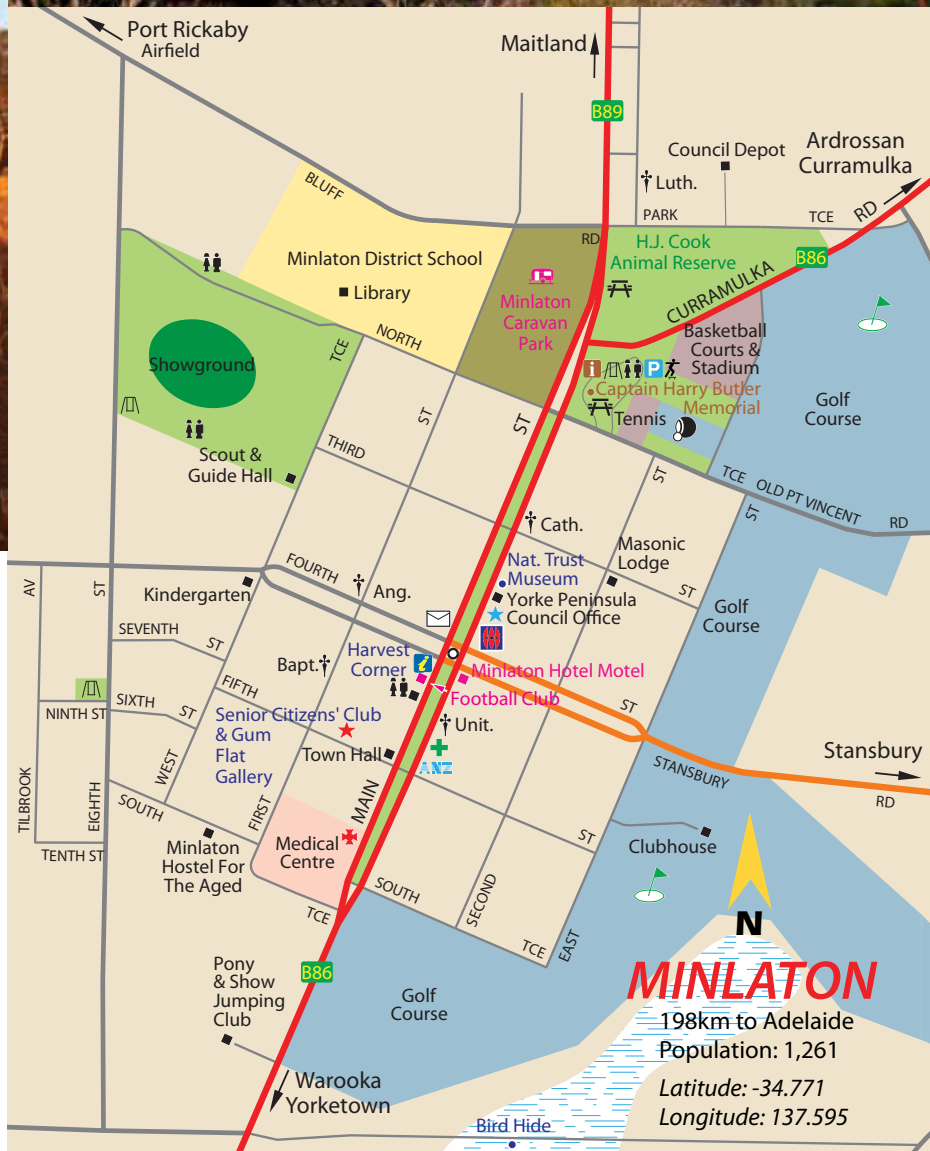 Port Rickaby
Airfield
Maitland
B89
Council Depot
Ardrossan
Curramulka
Luth.
PARK
TCE
RD
BLUFF
RD
H.J. Cook
Animal Reserve
B86
CURRAMULKA
Minlaton District School
Library
Minlaton
Caravan
Park
NORTH
TCE
Showground
Basketball
Courts &
Stadium
i
P
Captain Harry Butler
Memorial
Tennis
Golf
Course
ST
ST
THIRD
Scout &
Guide Hall
ST
TCE
OLD PT VINCENT
RD
ST
Cath.
Masonic
Lodge
Nat. Trust
Museum
Yorke Peninsula
Council Office
ST
Golf
Course
AV
ST
FOURTH
Kindergarten
Ang.
SEVENTH
ST
Bapt.
Harvest
Corner
i
Minlaton Hotel Motel
Football Club
FIFTH
SIXTH
ST
NINTH ST
Senior Citizens' Club
& Gum
Flat
Gallery
Unit.
Town Hall
ANZ
ST
STANSBURY
RD
Stansbury
TILBROOK
EIGHTH
WEST
FIRST
MAIN
SOUTH
TENTH ST
Minlaton
Hostel For
The Aged
Medical
Centre
TCE
SOUTH
SECOND
ST
TCE
EAST
Clubhouse
N
B86
Pony
& Show
Jumping
Club
Golf
Course
MINLATON
198km to Adelaide
Population: 1,261
Latitude: -34.771
Longitude: 137.595
Warooka
Yorketown
Bird Hide